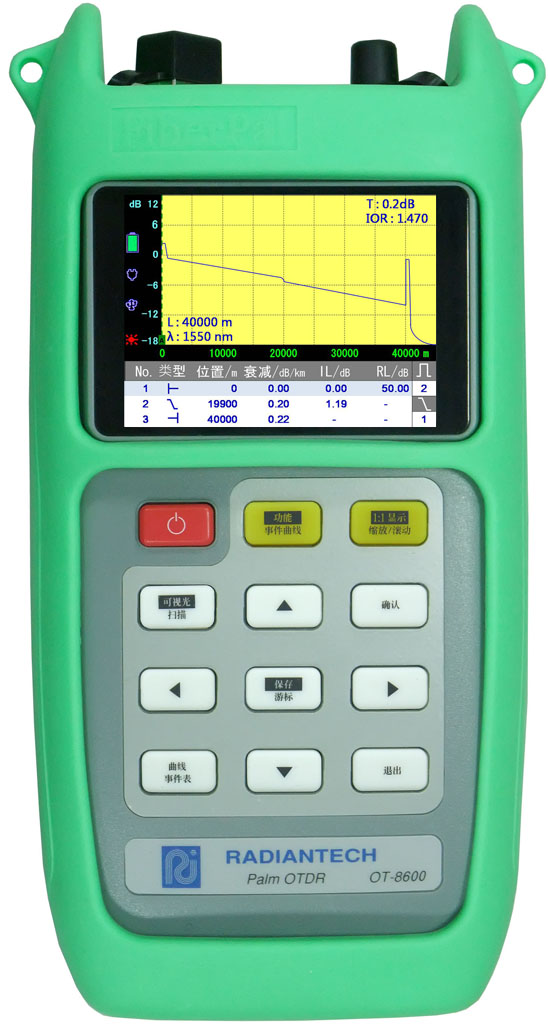 dB 12
6
0
-6
-12
-18
T : 0.2dB
IOR : 1.470
L : 40000 m
λ : 1550 nm
0 10000 20000 30000 40000 m
No. 类型 位置/m 衰减/dB/km IL/dB RL/dB
1 0 0.00 0.00 50.00 2
2 19900 0.20 1.19 -
3 40000 0.22 - - 1
功能
事件曲线
1:1 显示
缩放/滚动
可视光
扫描
确认
保存
游标
曲线
事件表
退出
RADIANTECH
Palm OTDR OT-8600